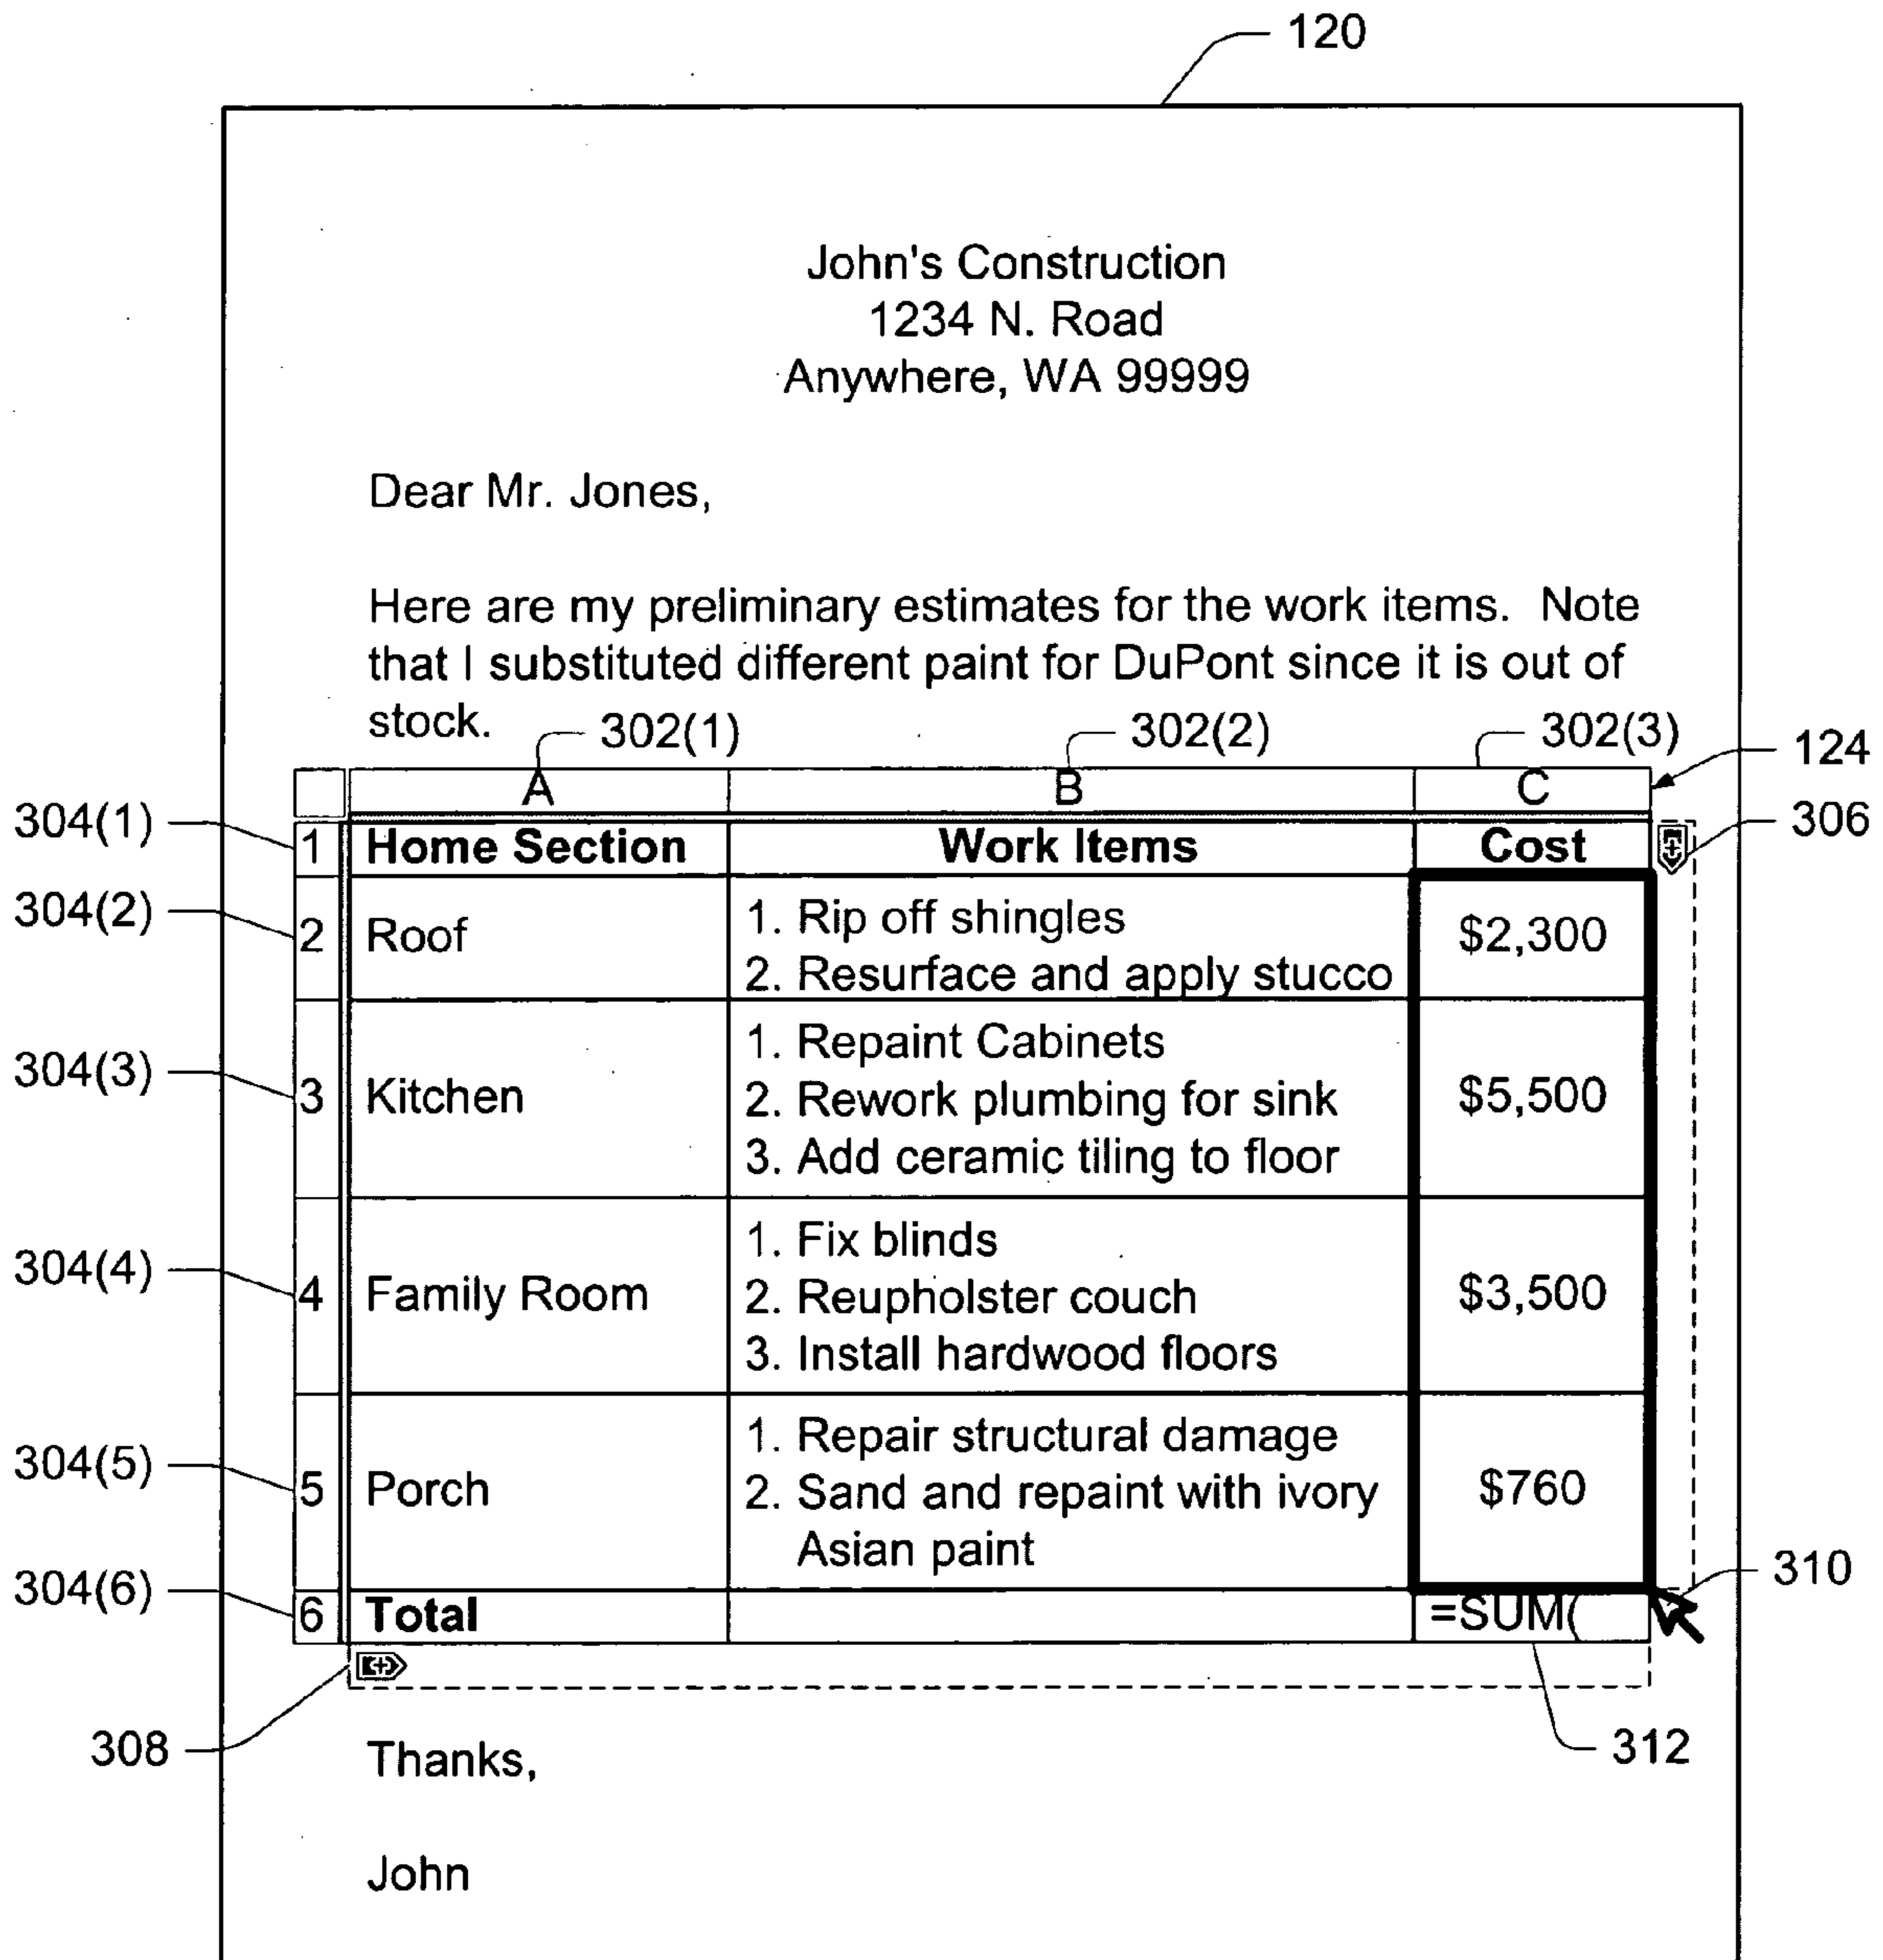 120
John's Construction
1234 N. Road
Anywhere, WA 99999
Dear Mr. Jones,
Here are my preliminary estimates for the work items.  Note
that I substituted different paint for DuPont since it is out of
stock.
302(1) 302(2) 302(3)
124
A B C
304(1) 306
1 Home Section Work Items Cost
304(2)
2 Roof
1. Rip off shingles
2. Resurface and apply stucco
$2,300
304(3)
3 Kitchen
1. Repaint Cabinets
2. Rework plumbing for sink
3. Add ceramic tiling to floor
$5,500
304(4)
4 Family Room
1. Fix blinds
2. Reupholster couch
3. Install hardwood floors
$3,500
304(5)
5 Porch
1. Repair structural damage
2. Sand and repaint with ivory
Asian paint
$760
304(6) 310
6 Total =SUM(
308 312
Thanks,
John